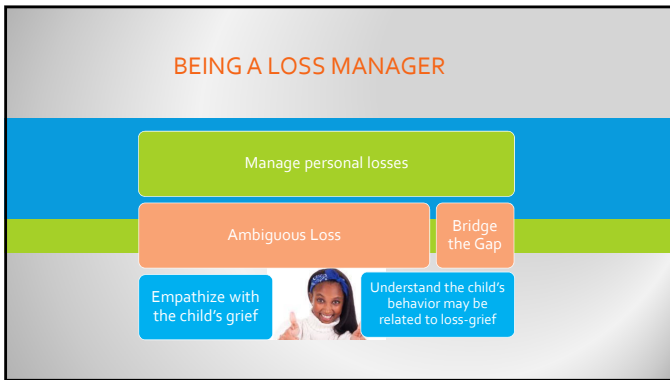 BEING A LOSS MANAGER
Manage personal losses
Ambiguous Loss
Bridge
the Gap
Empathize with
the child's grief
Understand the child's
behavior may be
related to loss-grief